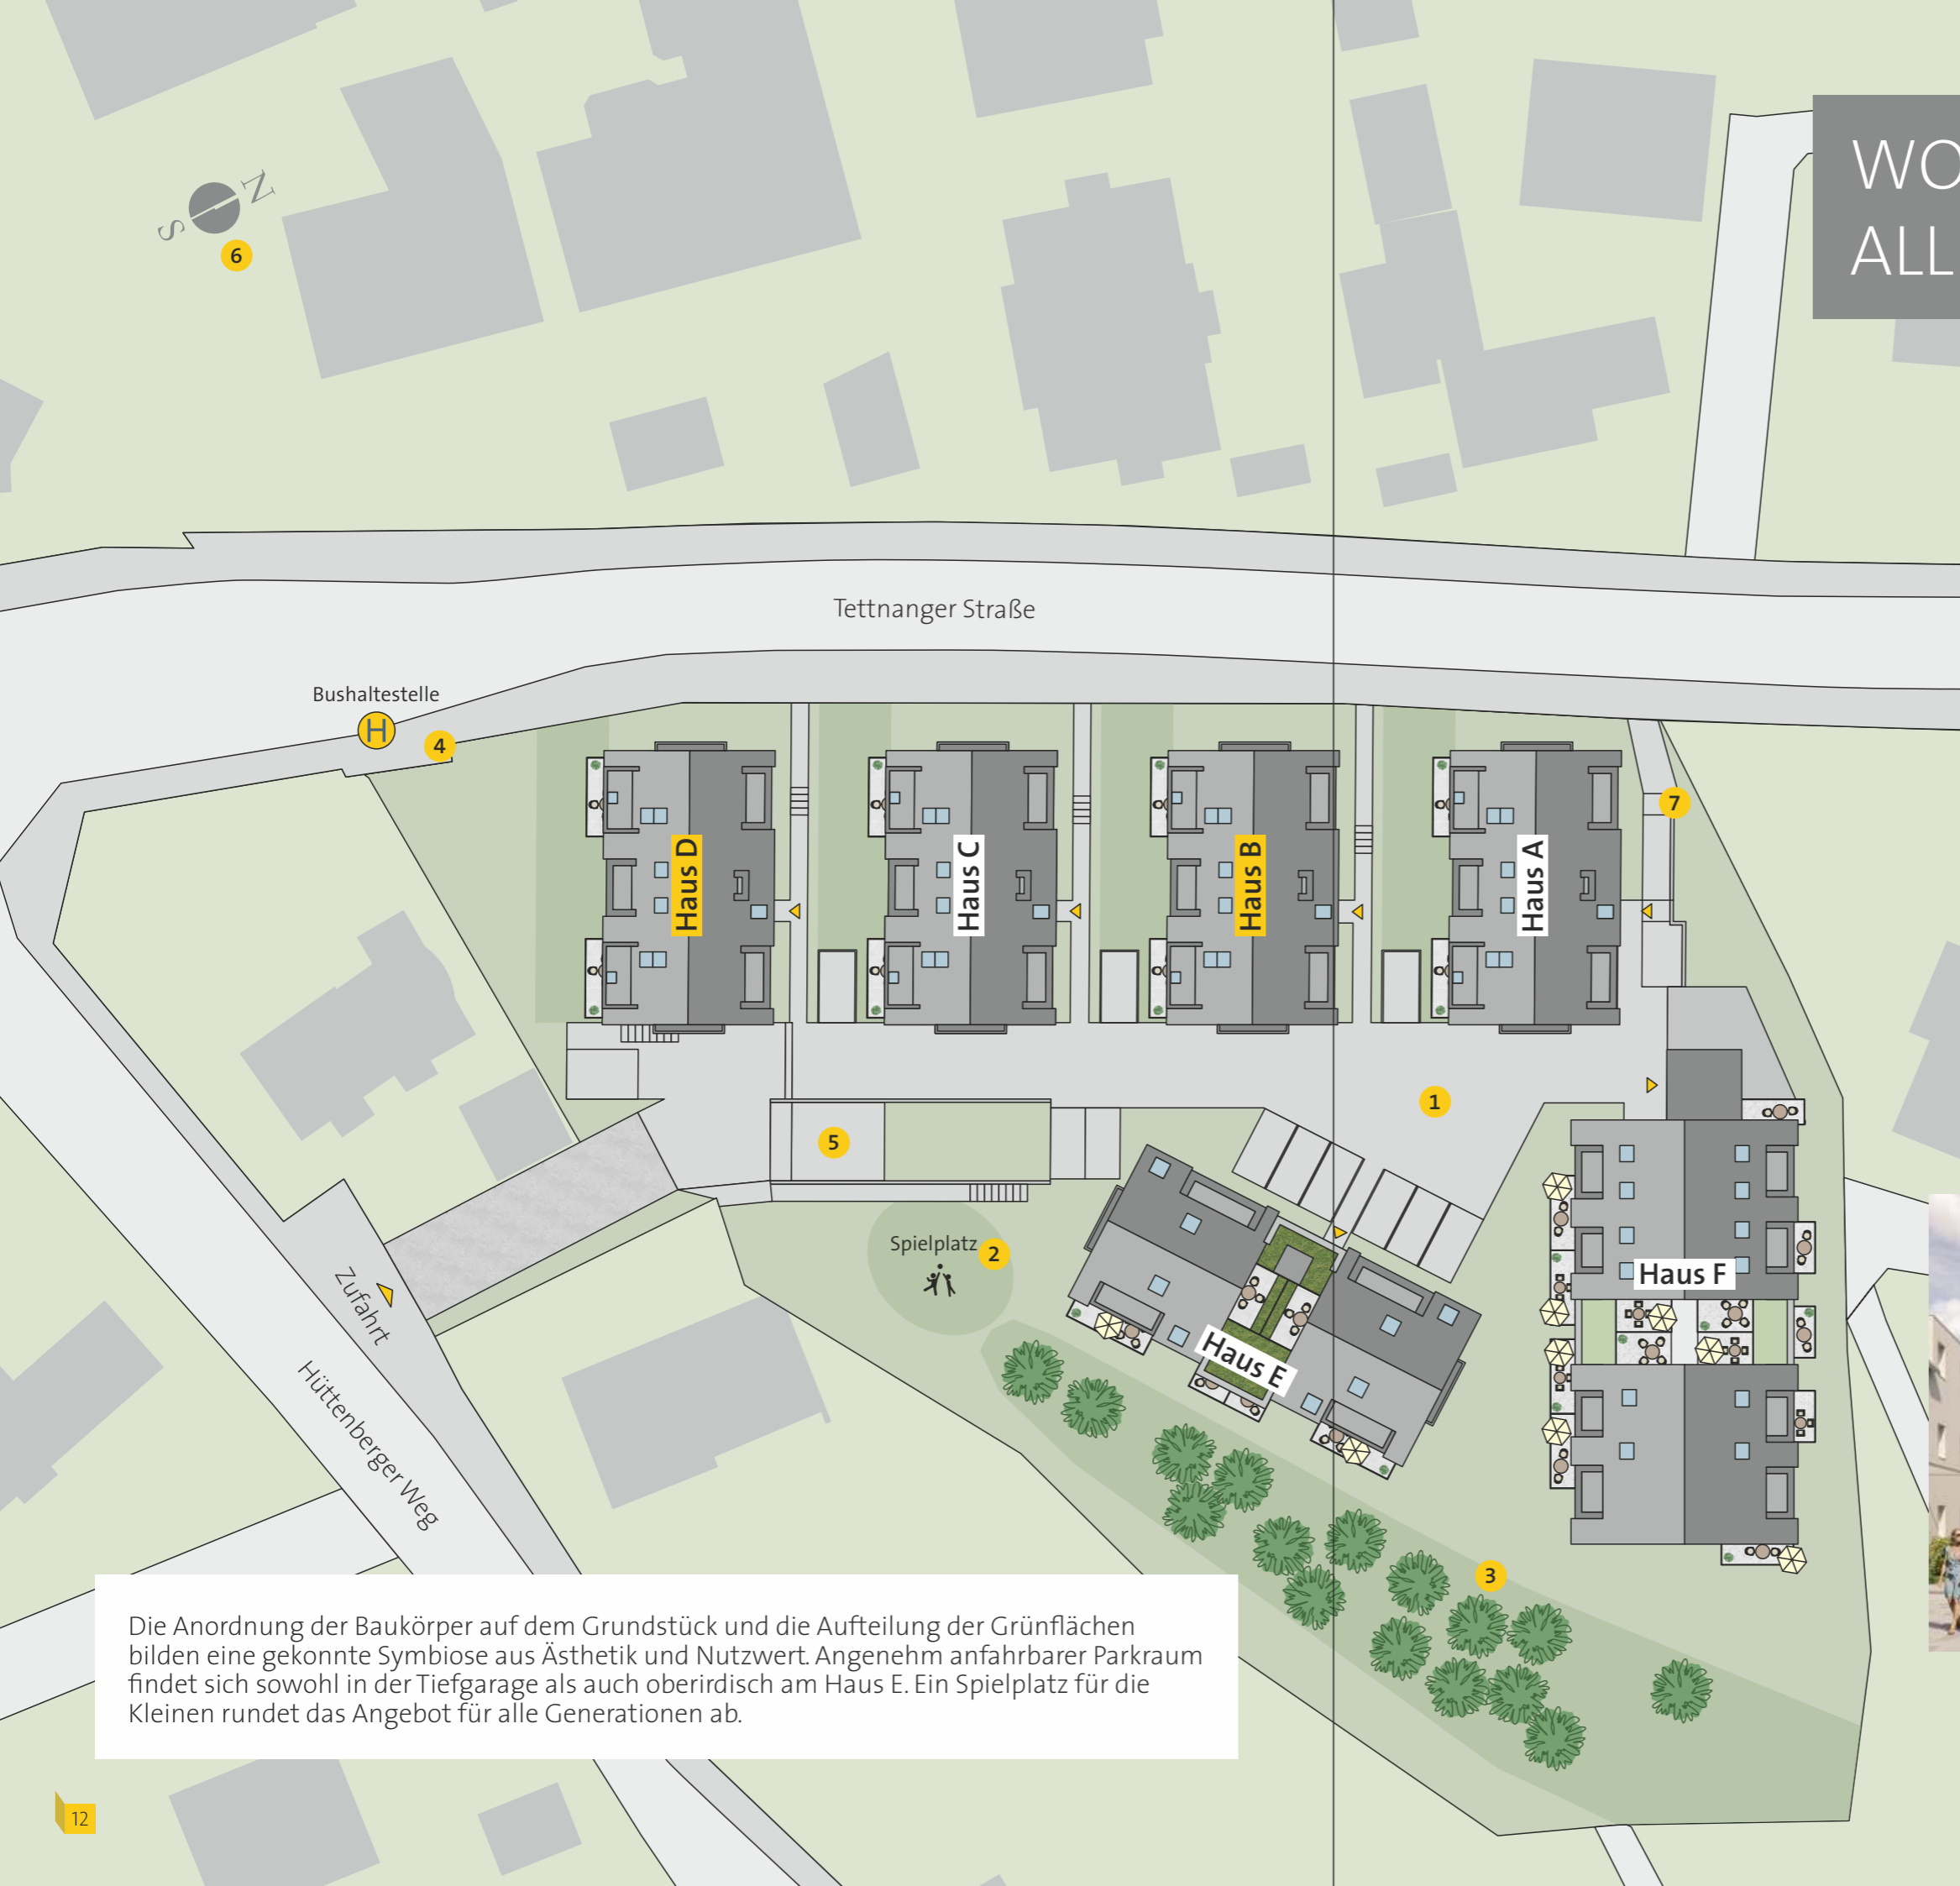 WO
ALL
N
S
6
Tettnanger Straße
Bushaltestelle
H
4
7
Haus D
Haus C
Haus B
Haus A
1
5
Spielplatz
2
Haus F
Haus E
Zufahrt
Hüttenberger Weg
3
Die Anordnung der Baukörper auf dem Grundstück und die Aufteilung der Grünflächen
bilden eine gekonnte Symbiose aus Ästhetik und Nutzwert. Angenehm anfahrbarer Parkraum
findet sich sowohl in der Tiefgarage als auch oberirdisch am Haus E. Ein Spielplatz für die
Kleinen rundet das Angebot für alle Generationen ab.
12